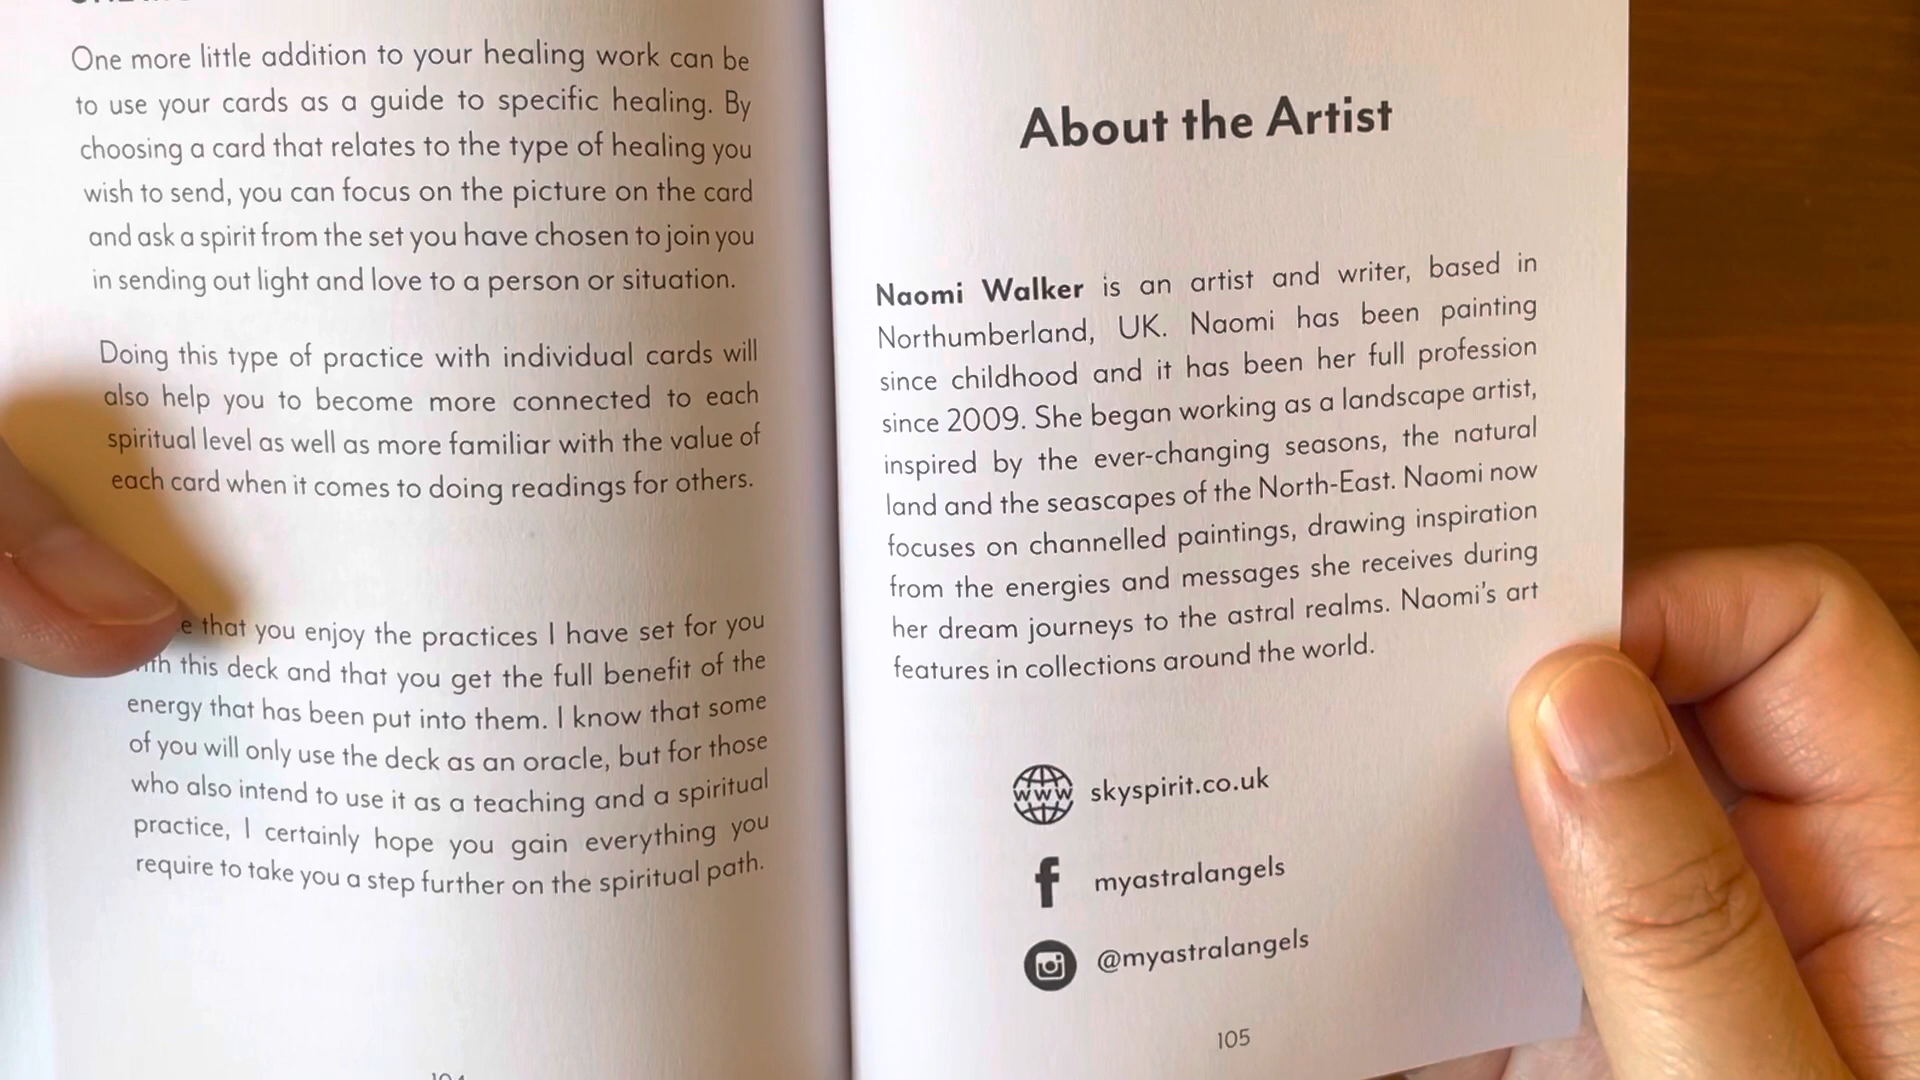 One more little addition to your healing work can be
to use your cards as a guide to specific healing. By
choosing a card that relates to the type of healing you
wish to send, you can focus on the picture on the card
and ask a spirit from the set you have chosen to join you
in sending out light and love to a person or situation.
Doing this type of practice with individual cards will
also help you to become more connected to each
spiritual level as well as more familiar with the value of
each card when it comes to doing readings for others.
that you enjoy the practices I have set for you
this deck and that you get the full benefit of the
energy that has been put into them. I know that some
of you will only use the deck as an oracle, but for those
who also intend to use it as a teaching and a spiritual
practice, I certainly hope you gain everything you
require to take you a step further on the spiritual path.
About the Artist
Naomi Walker is an artist and writer, based in
Northumberland, UK. Naomi has been painting
since childhood and it has been her full profession
since 2009. She began working as a landscape artist,
inspired by the ever-changing seasons, the natural
land and the seascapes of the North-East. Naomi now
focuses on channelled paintings, drawing inspiration
from the energies and messages she receives during
her dream journeys to the astral realms. Naomi's art
features in collections around the world.
www skyspirit.co.uk
f myastralangels
@myastralangels
105